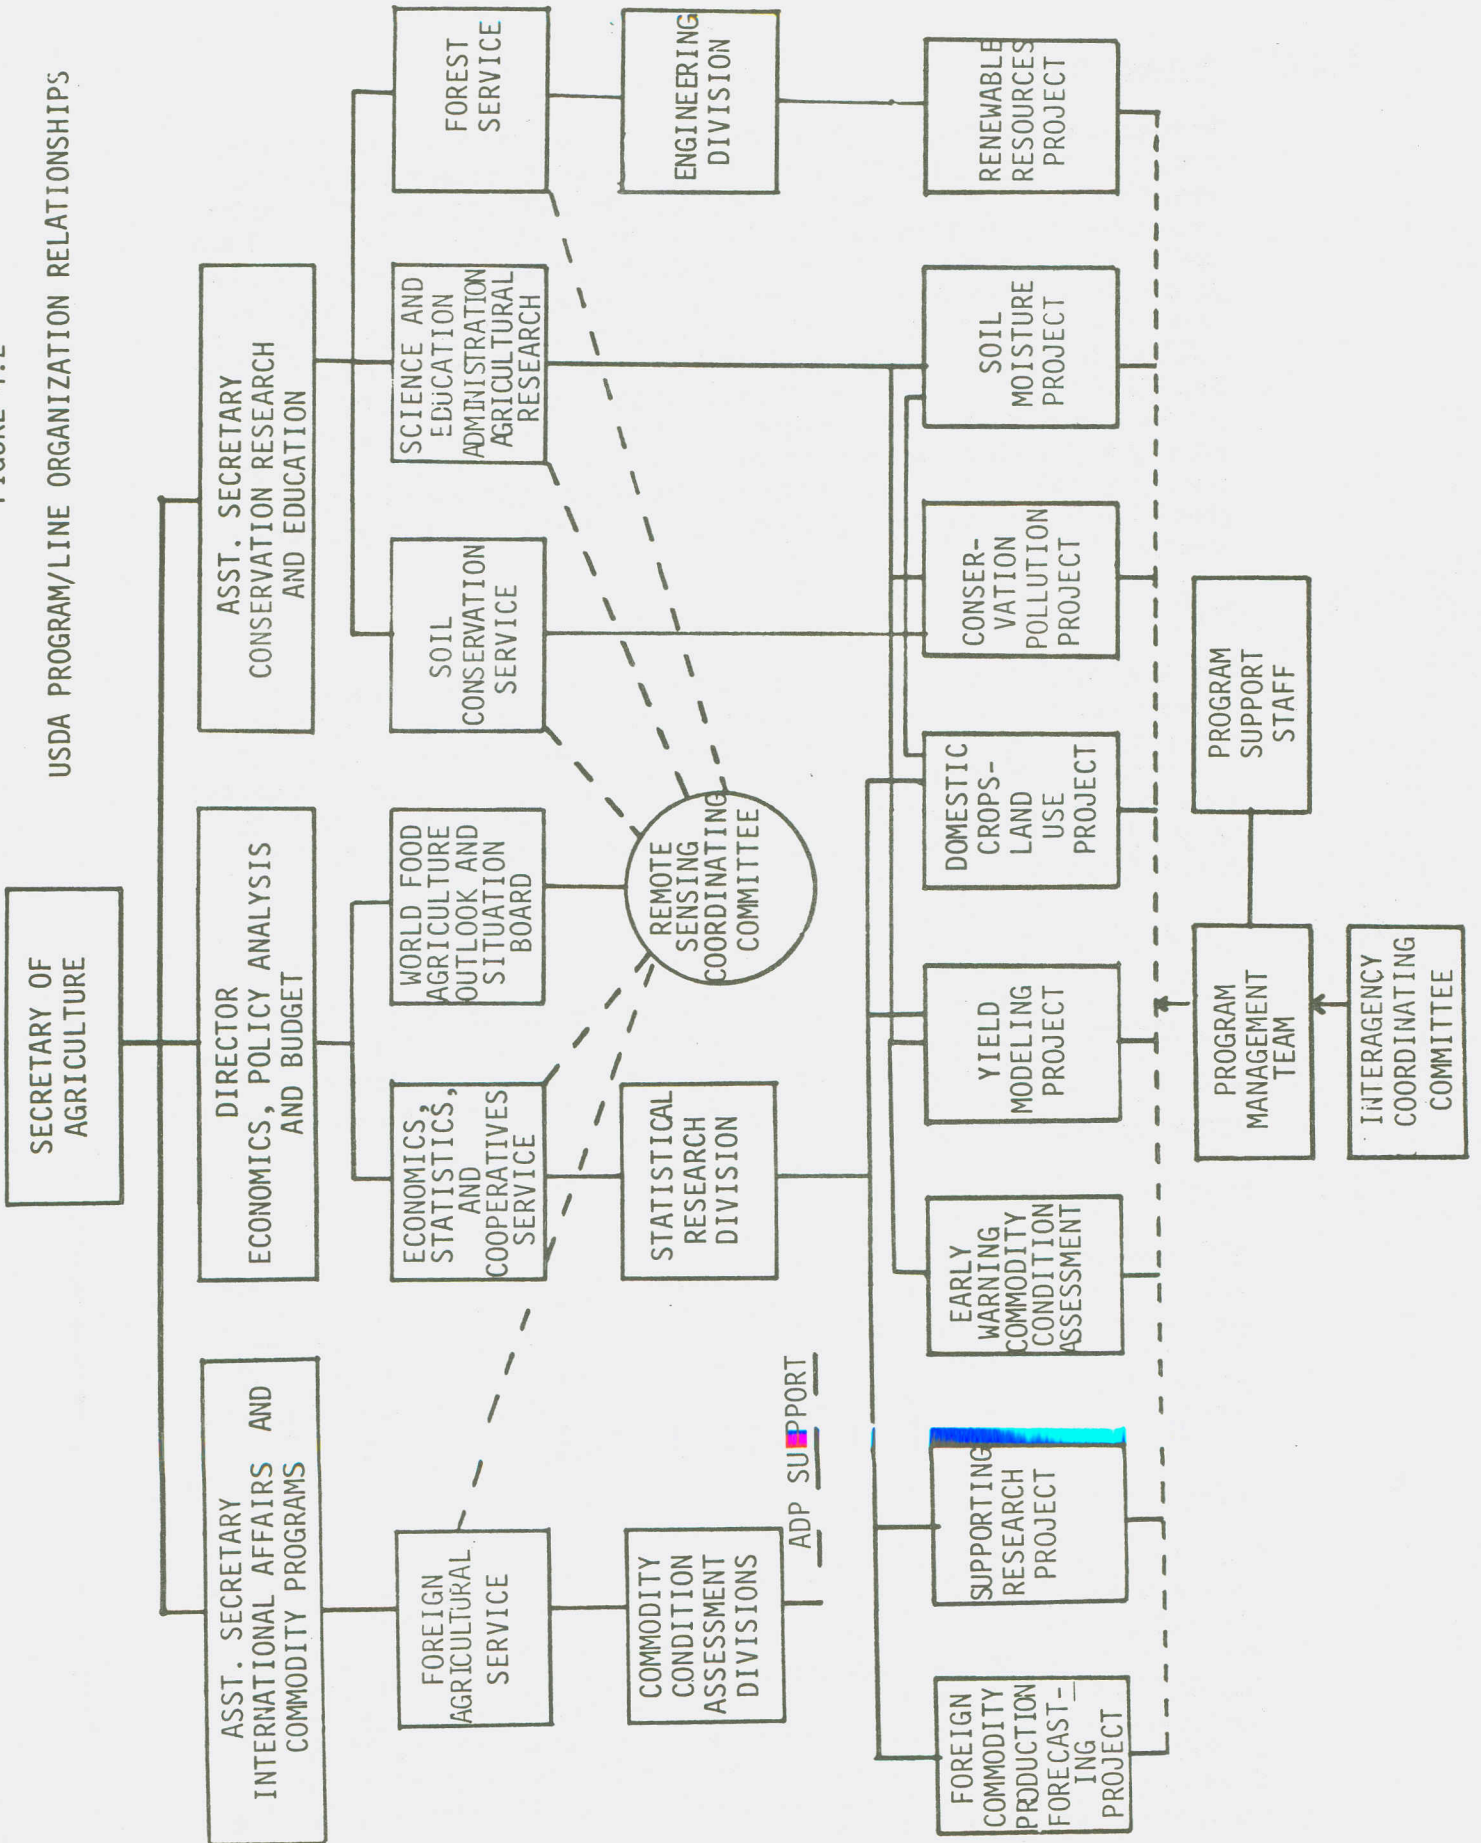 USDA PROGRAM/LINE ORGANIZATION RELATIONSHIPS
SECRETARY OF
AGRICULTURE
ASST. SECRETARY
INTERNATIONAL AFFAIRS AND
COMMODITY PROGRAMS
DIRECTOR
ECONOMICS, POLICY ANALYSIS
AND BUDGET
ASST. SECRETARY
CONSERVATION RESEARCH
AND EDUCATION
FOREIGN
AGRICULTURAL
SERVICE
ECONOMICS,
STATISTICS,
AND
COOPERATIVES
SERVICE
WORLD FOOD
AGRICULTURE
OUTLOOK AND
SITUATION
BOARD
SOIL
CONSERVATION
SERVICE
SCIENCE AND
EDUCATION
ADMINISTRATION
AGRICULTURAL
RESEARCH
FOREST
SERVICE
COMMODITY
CONDITION
ASSESSMENT
DIVISIONS
STATISTICAL
RESEARCH
DIVISION
REMOTE
SENSING
COORDINATING
COMMITTEE
ENGINEERING
DIVISION
ADP SUPPORT
FOREIGN
COMMODITY
PRODUCTION
FORECAST-
ING
PROJECT
SUPPORTING
RESEARCH
PROJECT
EARLY
WARNING
COMMODITY
CONDITION
ASSESSMENT
YIELD
MODELING
PROJECT
DOMESTIC
CROPS-
LAND
USE
PROJECT
CONSER-
VATION
POLLUTION
PROJECT
SOIL
MOISTURE
PROJECT
RENEWABLE
RESOURCES
PROJECT
PROGRAM
MANAGEMENT
TEAM
PROGRAM
SUPPORT
STAFF
INTERAGENCY
COORDINATING
COMMITTEE